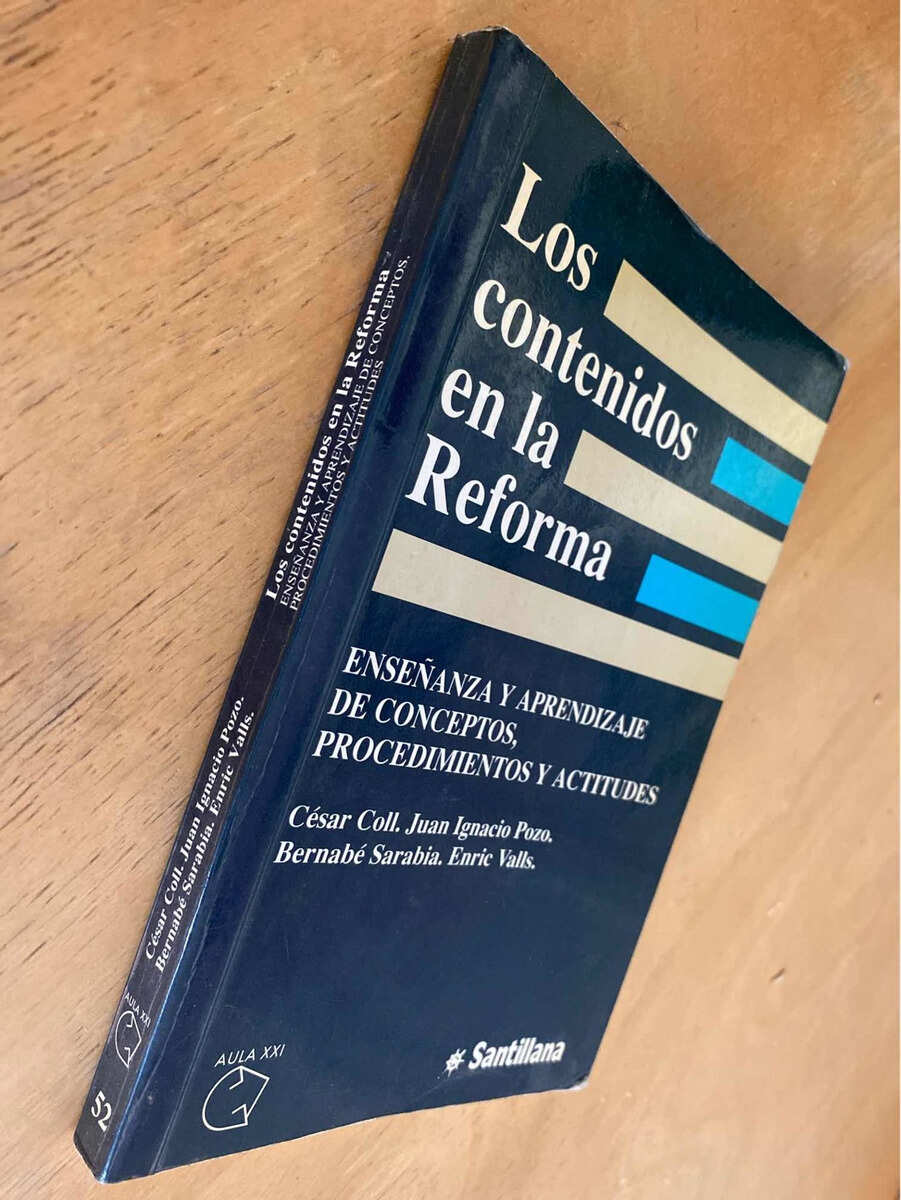 Los
contenidos
en la
Reforma
ENSEÑANZA Y APRENDIZAJE
DE CONCEPTOS,
PROCEDIMIENTOS Y ACTITUDES
César Coll. Juan Ignacio Pozo.
Bernabé Sarabia. Enric Valls.
AULA XXI
Santillana
Los contenidos en la Reforma
ENSEÑANZA Y APRENDIZAJE DE CONCEPTOS,
PROCEDIMIENTOS Y ACTITUDES
César Coll. Juan Ignacio Pozo.
Bernabé Sarabia. Enric Valls.
AULA XXI
52